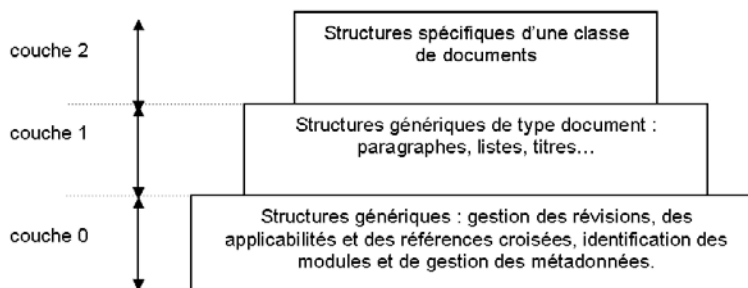 couche 2
Structures spécifiques d'une classe
de documents
couche 1
Structures génériques de type document :
paragraphes, listes, titres...
couche 0
Structures génériques : gestion des révisions, des
applicabilités et des références croisées, identification des
modules et de gestion des métadonnées.